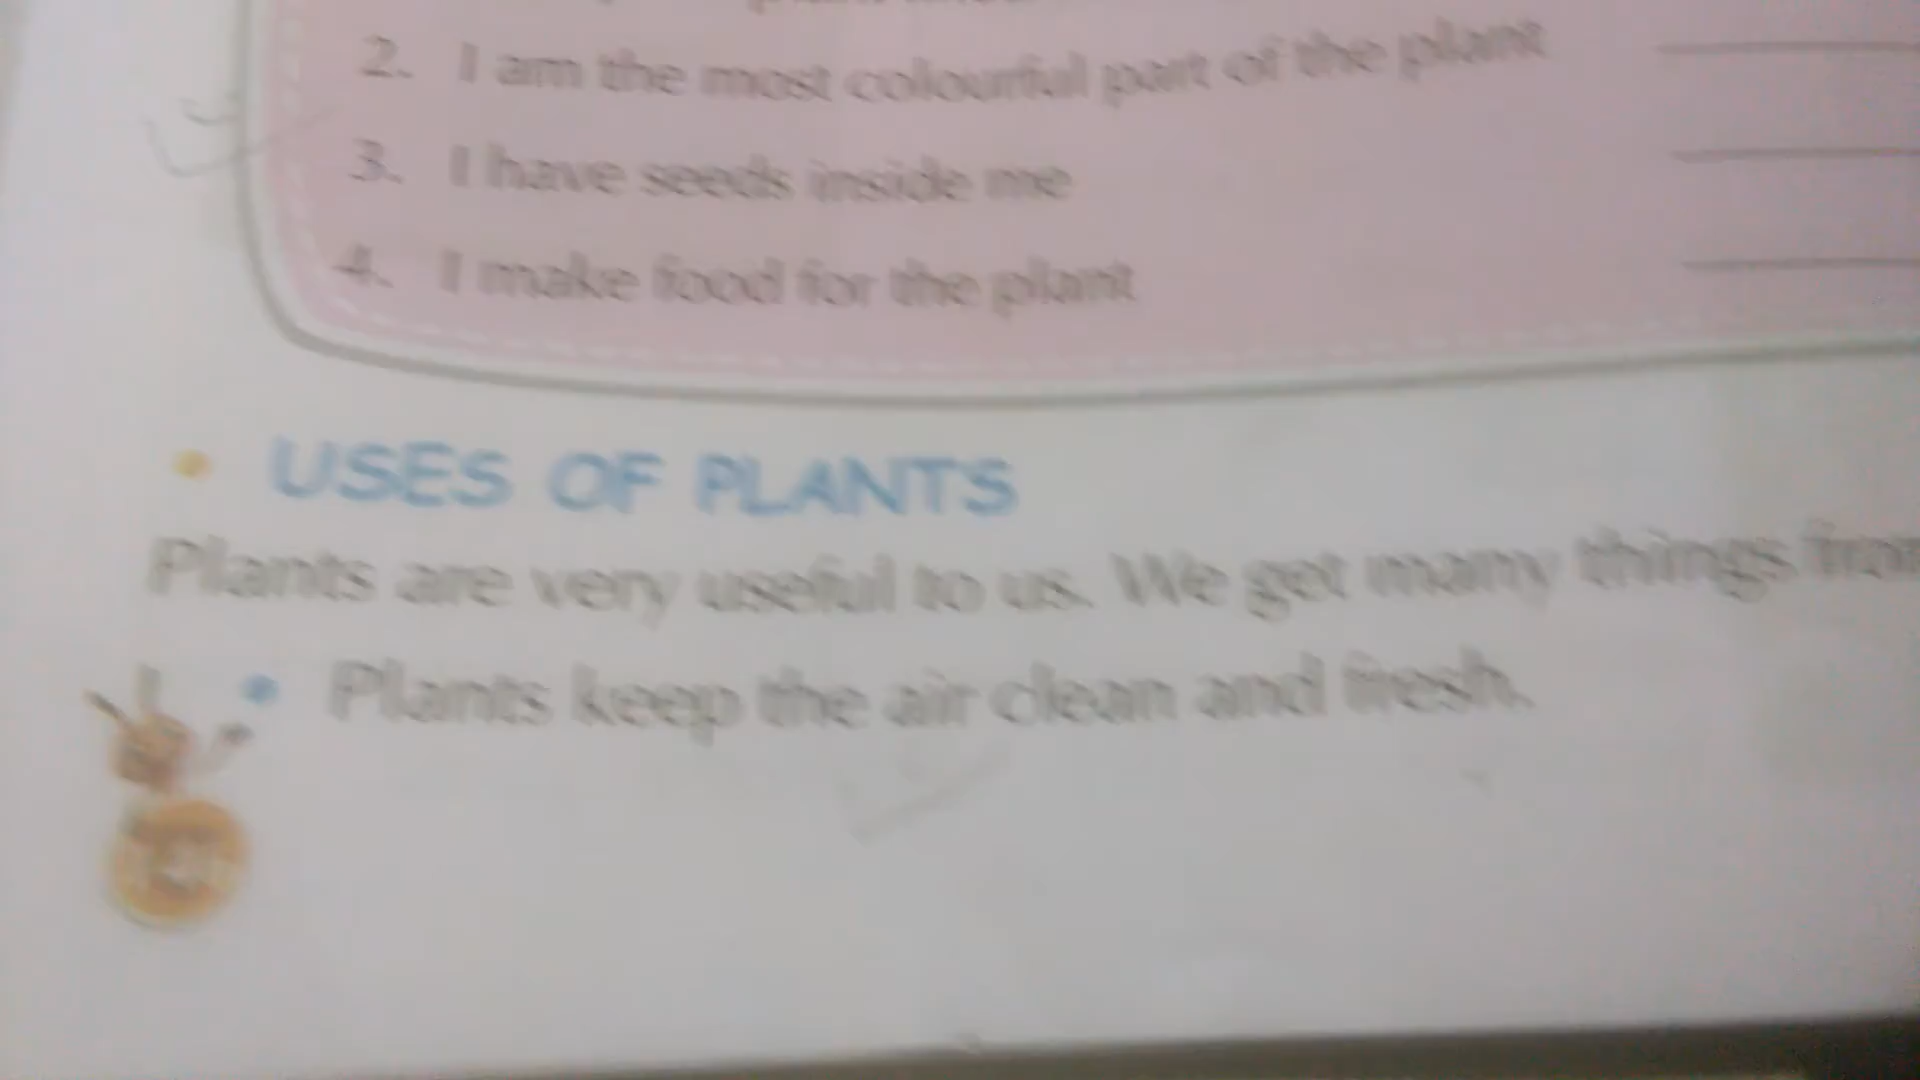 2. I am the most colourful part of the plant
3. I have seeds inside me
4. I make food for the plant
USES OF PLANTS
Plants are very useful to us. We get many things from
Plants keep the air clean and fresh.